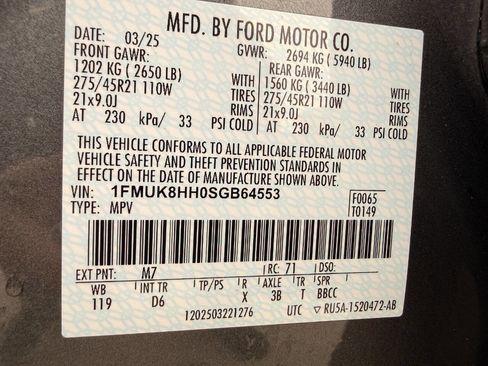 MFD. BY FORD MOTOR CO.
DATE: 03/25 GVWR: 2694 KG (5940 LB)
FRONT GAWR: REAR GAWR:
1202 KG (2650 LB) WITH 1560 KG (3440 LB) WITH
275/45R21 110W TIRES 275/45R21 110W TIRES
21x9.0J RIMS 21x9.0J RIMS
AT 230 kPa/ 33 PSI COLD AT 230 kPa/ 33 PSI COLD
THIS VEHICLE CONFORMS TO ALL APPLICABLE FEDERAL MOTOR
VEHICLE SAFETY AND THEFT PREVENTION STANDARDS IN
EFFECT ON THE DATE OF MANUFACTURE SHOWN ABOVE.
VIN: 1FMUK8HH0SGB64553 F0065
TYPE: MPV T0149
EXT PNT: M7 RC: 71 DSO:
WB INT TR TP/PS R AXLE TR SPR
119 D6 X 3B T BBCC
1202503221276 UTC ▽ RU5A-1520472-AB